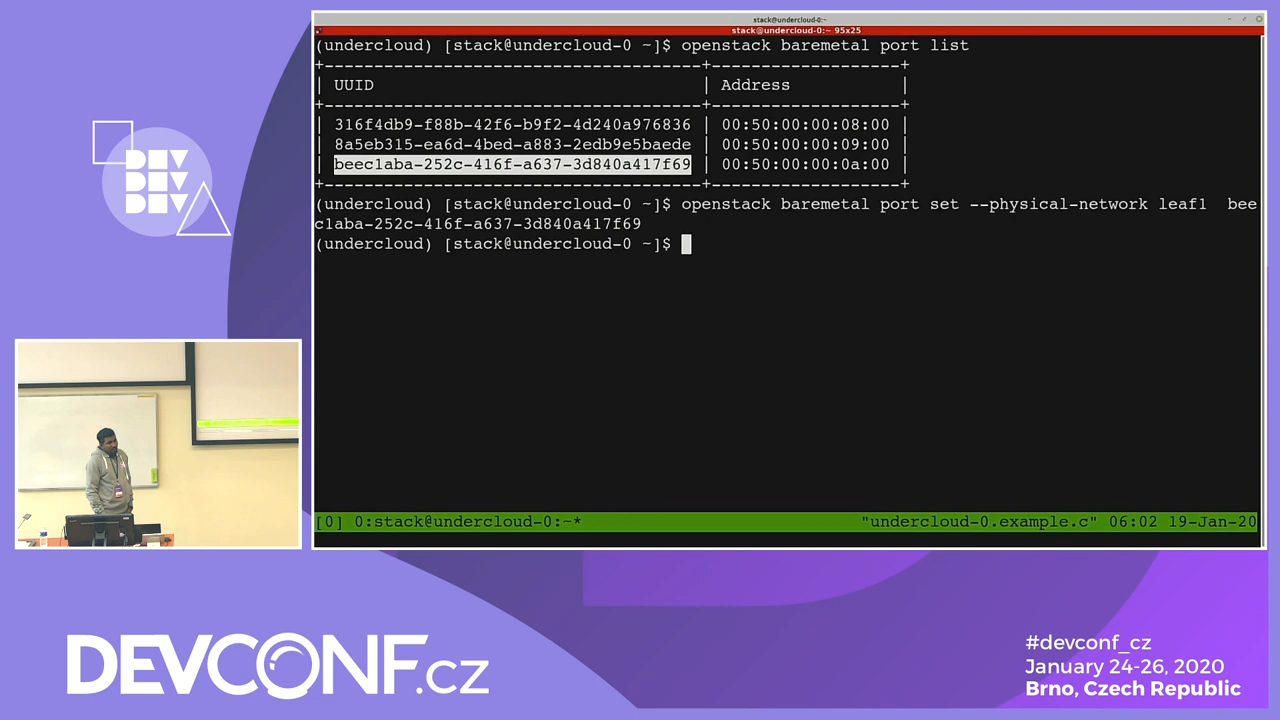 stack@undercloud-0:~
stack@undercloud-0:~ 95x25
(undercloud) [stack@undercloud-0 ~]$ openstack baremetal port list
+--------------------------------------+-------------------+
| UUID                                 | Address           |
+--------------------------------------+-------------------+
| 316f4db9-f88b-42f6-b9f2-4d240a976836 | 00:50:00:00:08:00 |
| 8a5eb315-ea6d-4bed-a883-2edb9e5baede | 00:50:00:00:09:00 |
| beec1aba-252c-416f-a637-3d840a417f69 | 00:50:00:00:0a:00 |
+--------------------------------------+-------------------+
(undercloud) [stack@undercloud-0 ~]$ openstack baremetal port set --physical-network leaf1  bee
c1aba-252c-416f-a637-3d840a417f69
(undercloud) [stack@undercloud-0 ~]$
[0] 0:stack@undercloud-0:~* "undercloud-0.example.c" 06:02 19-Jan-20
DEV
DEV
DEV
DEVCONF.cz
#devconf_cz
January 24-26, 2020
Brno, Czech Republic